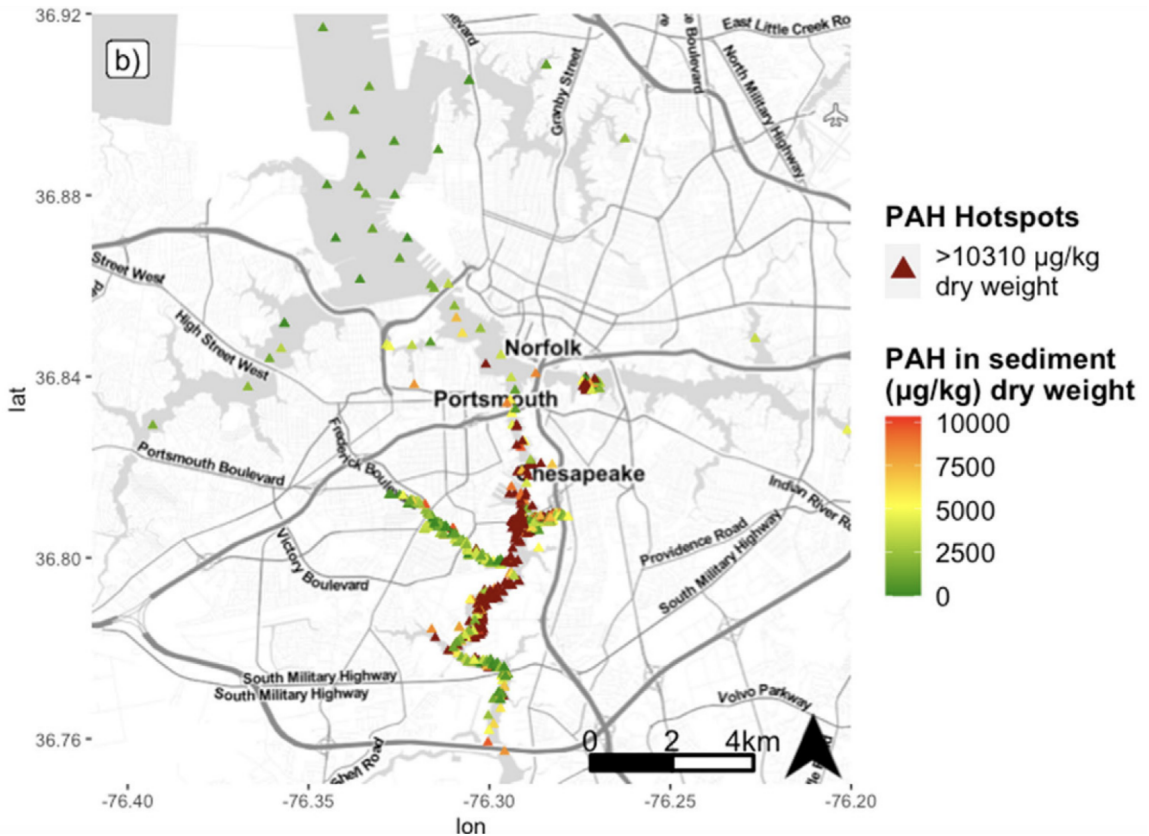 b)
36.92
36.88
36.84
36.80
36.76
lat
-76.40
-76.35
-76.30
-76.25
-76.20
lon
East Little Creek Ro
Boulevard
North Military Highway
Granby Street
Street West
High Street West
Norfolk
Portsmouth
Chesapeake
Portsmouth Boulevard
Frederick Boule
Victory Boulevard
Indian River Ro
Providence Road
South Military Highway
South Military Highway
South Military Highway
Volvo Parkway
0 2 4km
PAH Hotspots
>10310 µg/kg
dry weight
PAH in sediment
(µg/kg) dry weight
10000
7500
5000
2500
0